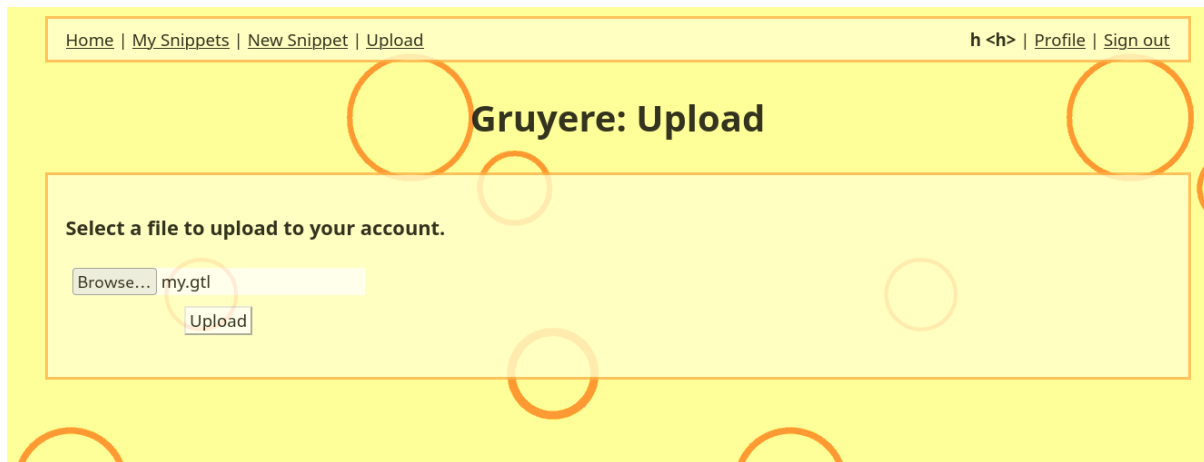 Home | My Snippets | New Snippet | Upload h <h> | Profile | Sign out
Gruyere: Upload
Select a file to upload to your account.
Browse... my.gtl
Upload